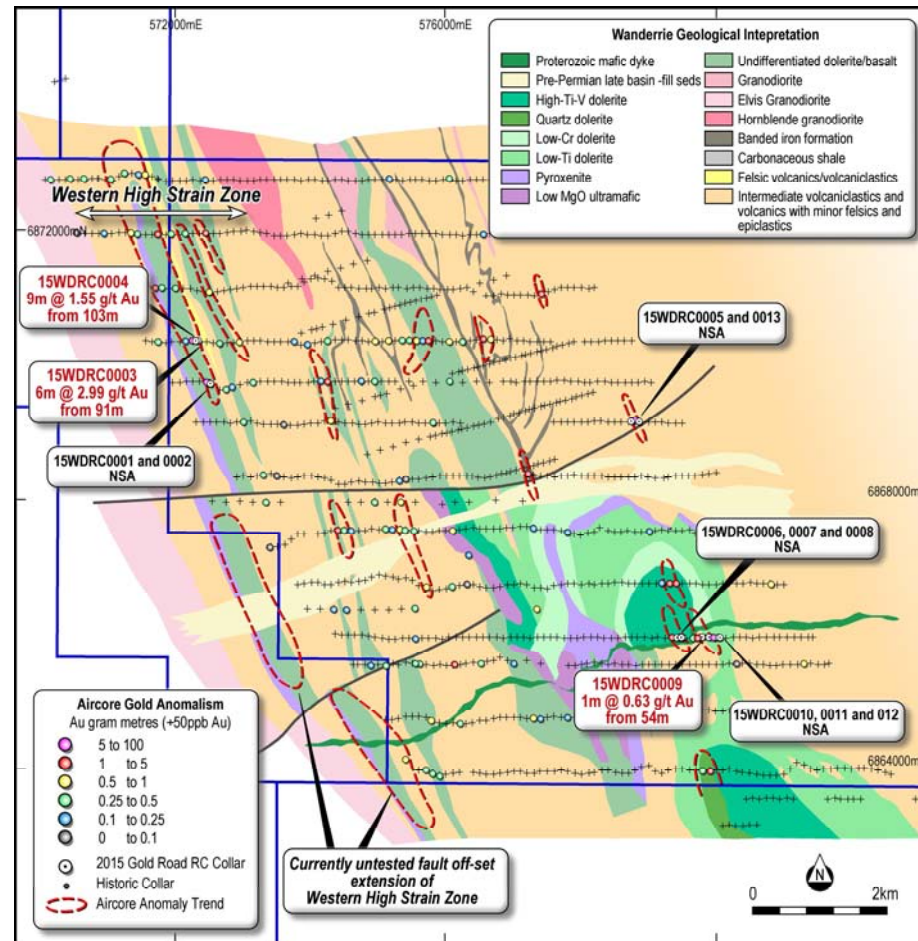 572000mE
576000mE
Wanderrie Geological Intepretation
Proterozoic mafic dyke
Pre-Permian late basin -fill seds
High-Ti-V dolerite
Quartz dolerite
Low-Cr dolerite
Low-Ti dolerite
Pyroxenite
Low MgO ultramafic
Undifferentiated dolerite/basalt
Granodiorite
Elvis Granodiorite
Hornblende granodiorite
Banded iron formation
Carbonaceous shale
Felsic volcanics/volcaniclastics
Intermediate volcaniclastics and
volcanics with minor felsics and
epiclastics
Western High Strain Zone
6872000mN
15WDRC0004
9m @ 1.55 g/t Au
from 103m
15WDRC0003
6m @ 2.99 g/t Au
from 91m
15WDRC0001 and 0002
NSA
15WDRC0005 and 0013
NSA
6868000mN
15WDRC0006, 0007 and 0008
NSA
15WDRC0009
1m @ 0.63 g/t Au
from 54m
15WDRC0010, 0011 and 012
NSA
6864000m
Aircore Gold Anomalism
Au gram metres (+50ppb Au)
5 to 100
1 to 5
0.5 to 1
0.25 to 0.5
0.1 to 0.25
0 to 0.1
2015 Gold Road RC Collar
Historic Collar
Aircore Anomaly Trend
Currently untested fault off-set
extension of
Western High Strain Zone
N
0 2km